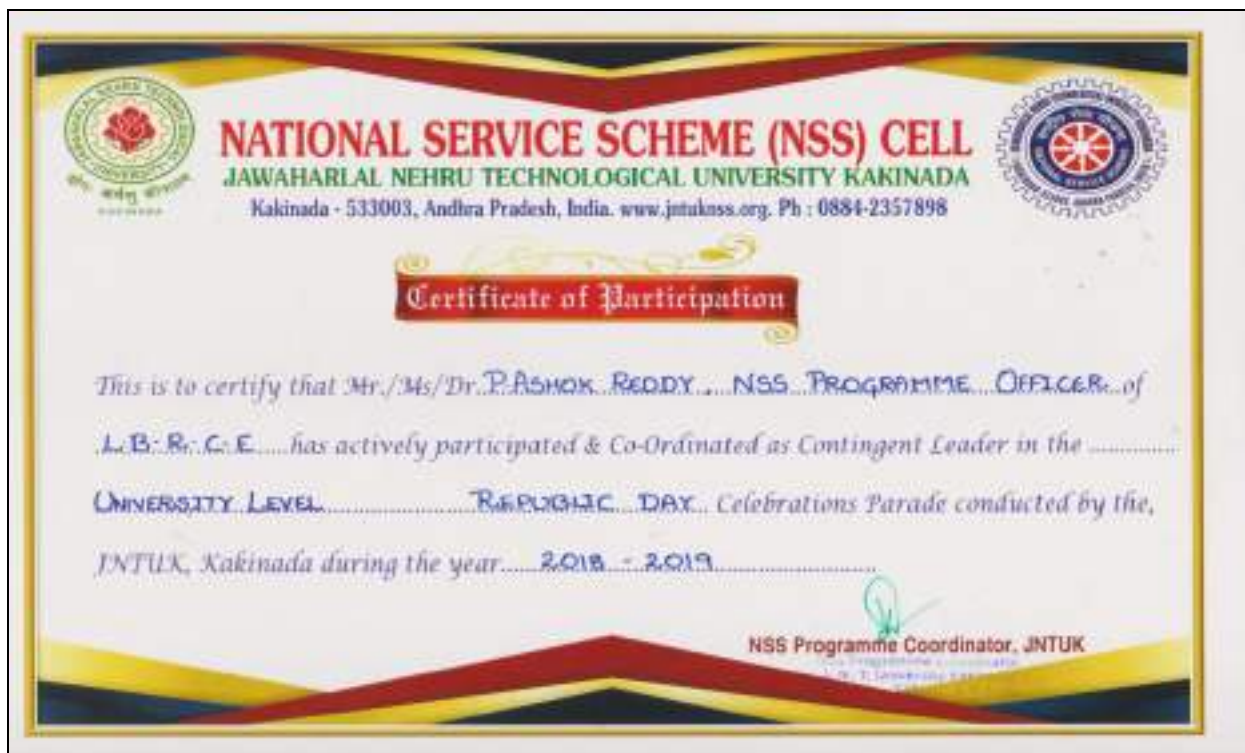 NATIONAL SERVICE SCHEME (NSS) CELL
JAWAHARLAL NEHRU TECHNOLOGICAL UNIVERSITY KAKINADA
Kakinada - 533003, Andhra Pradesh, India. www.jntuknss.org. Ph : 0884-2357898
Certificate of Participation
This is to certify that Mr./Ms/Dr. P. ASHOK REDDY, NSS PROGRAMME OFFICER of
L.B.R.C.E has actively participated & Co-Ordinated as Contingent Leader in the
UNIVERSITY LEVEL REPUBLIC DAY Celebrations Parade conducted by the,
JNTUK, Kakinada during the year 2018 - 2019
NSS Programme Coordinator, JNTUK